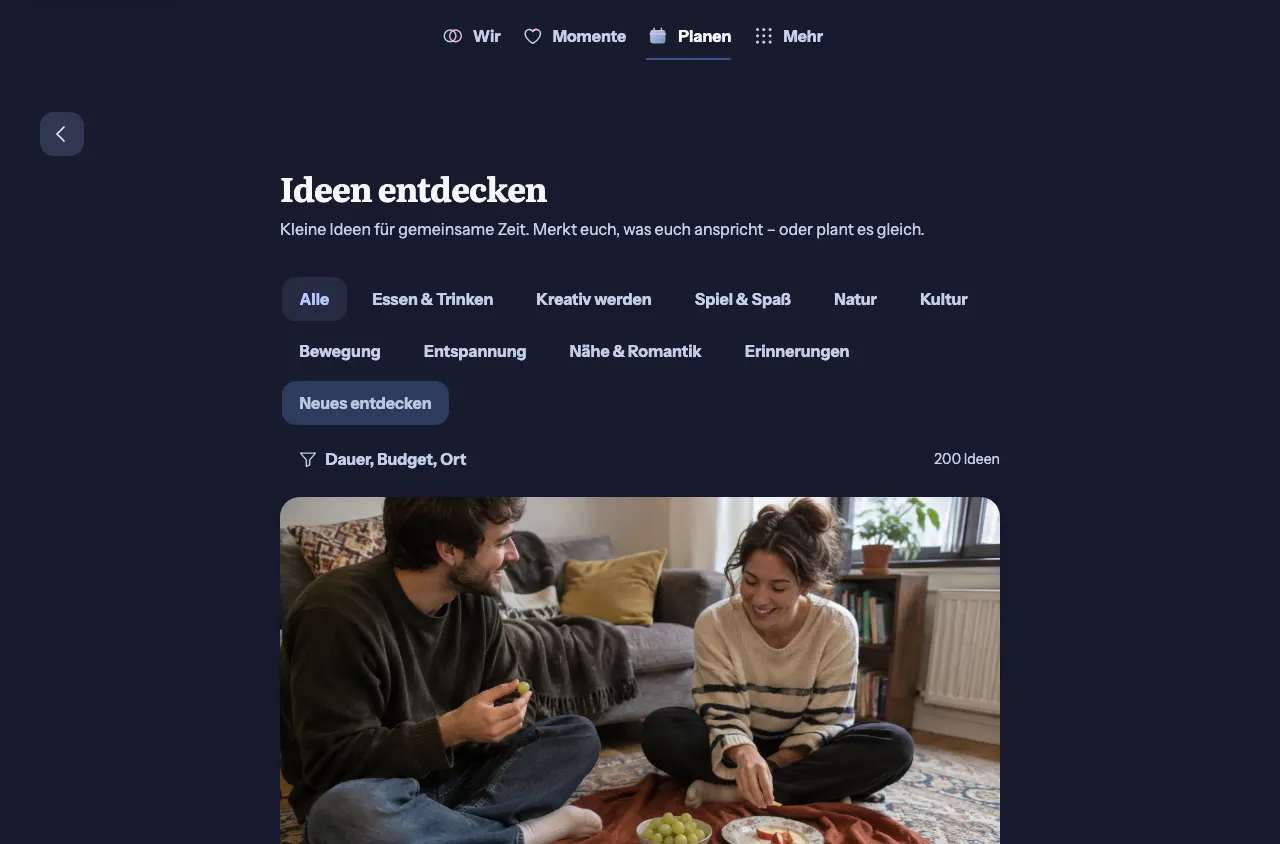 Wir Momente Planen Mehr
Ideen entdecken
Kleine Ideen für gemeinsame Zeit. Merkt euch, was euch anspricht – oder plant es gleich.
Alle Essen & Trinken Kreativ werden Spiel & Spaß Natur Kultur
Bewegung Entspannung Nähe & Romantik Erinnerungen
Neues entdecken
Dauer, Budget, Ort 200 Ideen